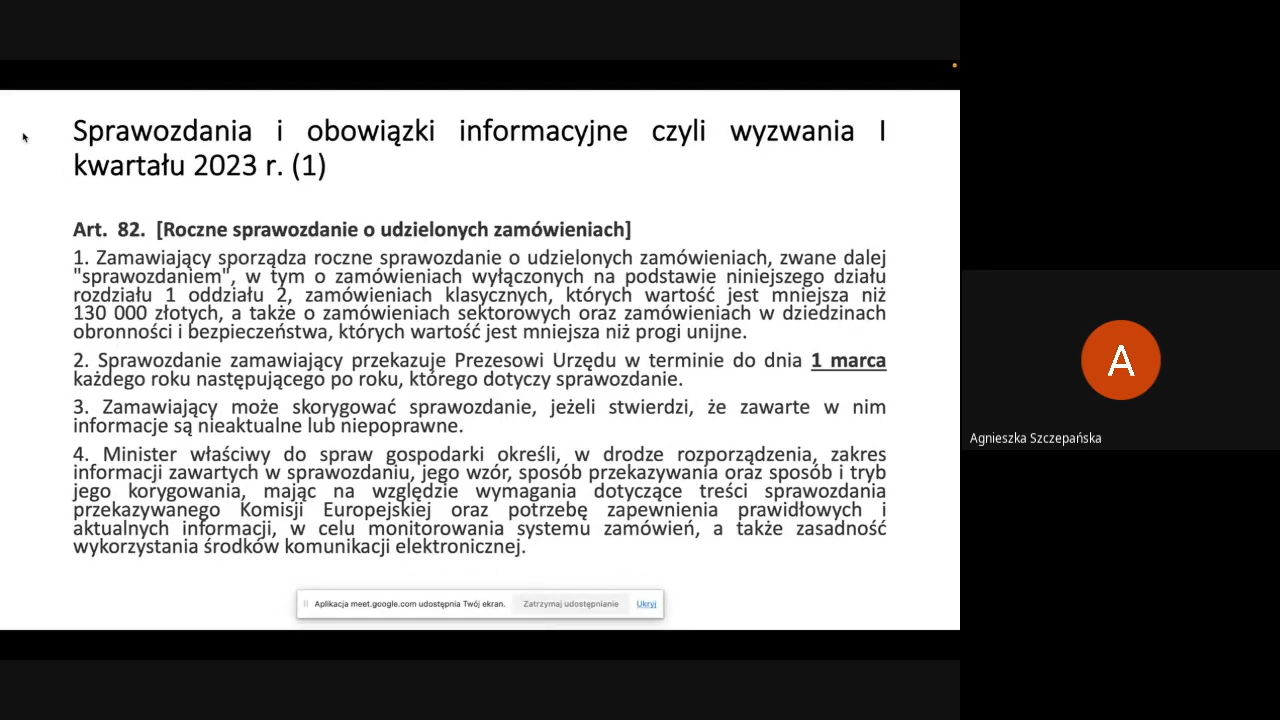 Sprawozdania i obowiązki informacyjne czyli wyzwania I
kwartału 2023 r. (1)
Art. 82. [Roczne sprawozdanie o udzielonych zamówieniach]
1. Zamawiający sporządza roczne sprawozdanie o udzielonych zamówieniach, zwane dalej
"sprawozdaniem", w tym o zamówieniach wyłączonych na podstawie niniejszego działu
rozdziału 1 oddziału 2, zamówieniach klasycznych, których wartość jest mniejsza niż
130 000 złotych, a także o zamówieniach sektorowych oraz zamówieniach w dziedzinach
obronności i bezpieczeństwa, których wartość jest mniejsza niż progi unijne.
2. Sprawozdanie zamawiający przekazuje Prezesowi Urzędu w terminie do dnia 1 marca
każdego roku następującego po roku, którego dotyczy sprawozdanie.
3. Zamawiający może skorygować sprawozdanie, jeżeli stwierdzi, że zawarte w nim
informacje są nieaktualne lub niepoprawne.
4. Minister właściwy do spraw gospodarki określi, w drodze rozporządzenia, zakres
informacji zawartych w sprawozdaniu, jego wzór, sposób przekazywania oraz sposób i tryb
jego korygowania, mając na względzie wymagania dotyczące treści sprawozdania
przekazywanego Komisji Europejskiej oraz potrzebę zapewnienia prawidłowych i
aktualnych informacji, w celu monitorowania systemu zamówień, a także zasadność
wykorzystania środków komunikacji elektronicznej.
Aplikacja meet.google.com udostępnia Twój ekran. Zatrzymaj udostępnianie Ukryj
A
Agnieszka Szczepańska